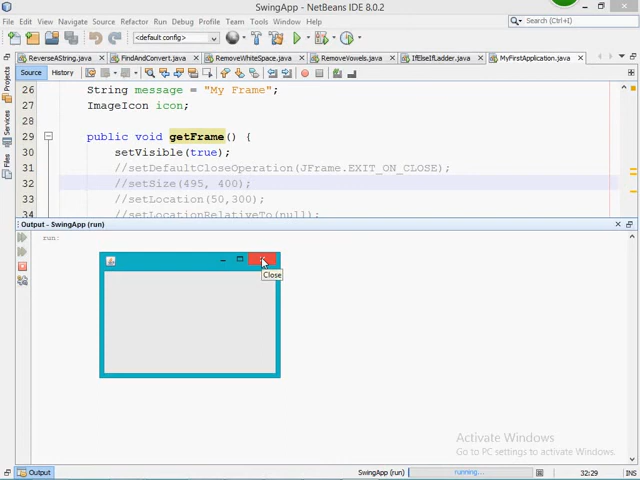 SwingApp - NetBeans IDE 8.0.2
File Edit View Navigate Source Refactor Run Debug Profile Team Tools Window Help
Search (Ctrl+I)
<default config>
ReverseAString.java FindAndConvert.java RemoveWhiteSpace.java RemoveVowels.java IfElseIfLadder.java MyFirstApplication.java
Source History
Projects
Services
Files
26 String message = "My Frame";
27 ImageIcon icon;
28
29 public void getFrame() {
30 setVisible(true);
31 //setDefaultCloseOperation(JFrame.EXIT_ON_CLOSE);
32 //setSize(495, 400);
33 //setLocation(50,300);
34 //setLocationRelativeTo(null);
Output - SwingApp (run)
run:
Close
Activate Windows
Go to PC settings to activate Windows.
Output SwingApp (run) running... 32:29 INS